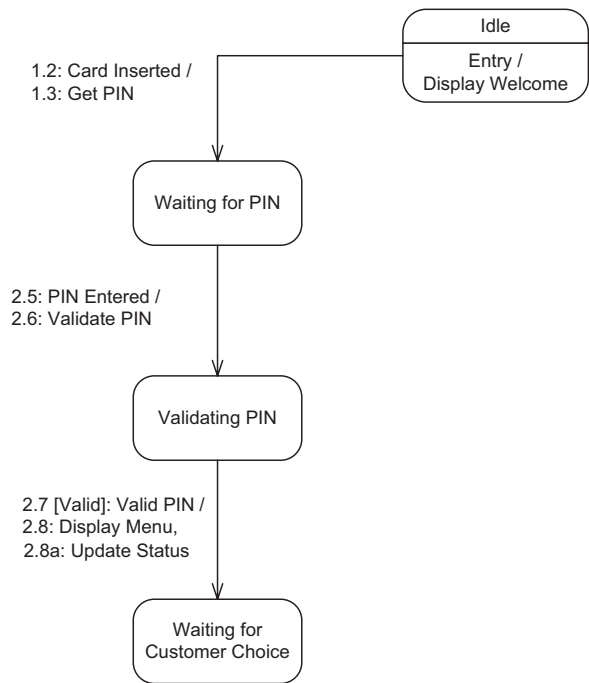 Idle
Entry /
Display Welcome
1.2: Card Inserted /
1.3: Get PIN
Waiting for PIN
2.5: PIN Entered /
2.6: Validate PIN
Validating PIN
2.7 [Valid]: Valid PIN /
2.8: Display Menu,
2.8a: Update Status
Waiting for
Customer Choice